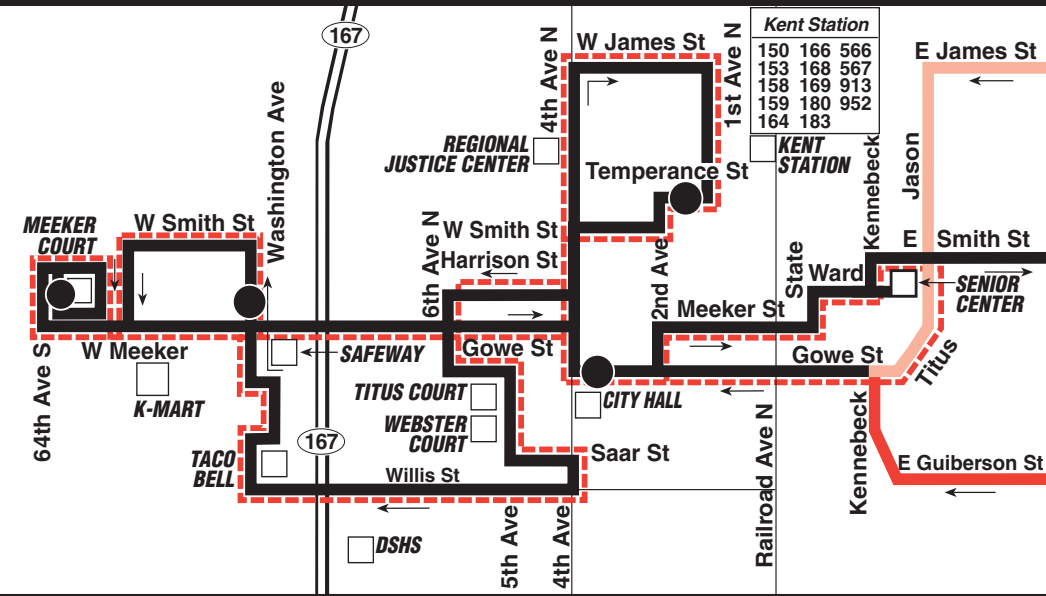 167
4th Ave N
W James St
1st Ave N
Kent Station
150 166 566
153 168 567
158 169 913
159 180 952
164 183
E James St
Washington Ave
REGIONAL
JUSTICE CENTER
KENT
STATION
Kennebeck
Jason
Temperance St
MEEKER
COURT
W Smith St
6th Ave N
W Smith St
Harrison St
2nd Ave
State
Ward
E Smith St
SENIOR
CENTER
Meeker St
64th Ave S
W Meeker
SAFEWAY
Gowe St
Gowe St
Titus
K-MART
TITUS COURT
CITY HALL
WEBSTER
COURT
167
TACO
BELL
Willis St
Saar St
Railroad Ave N
Kennebeck
E Guiberson St
DSHS
5th Ave
4th Ave